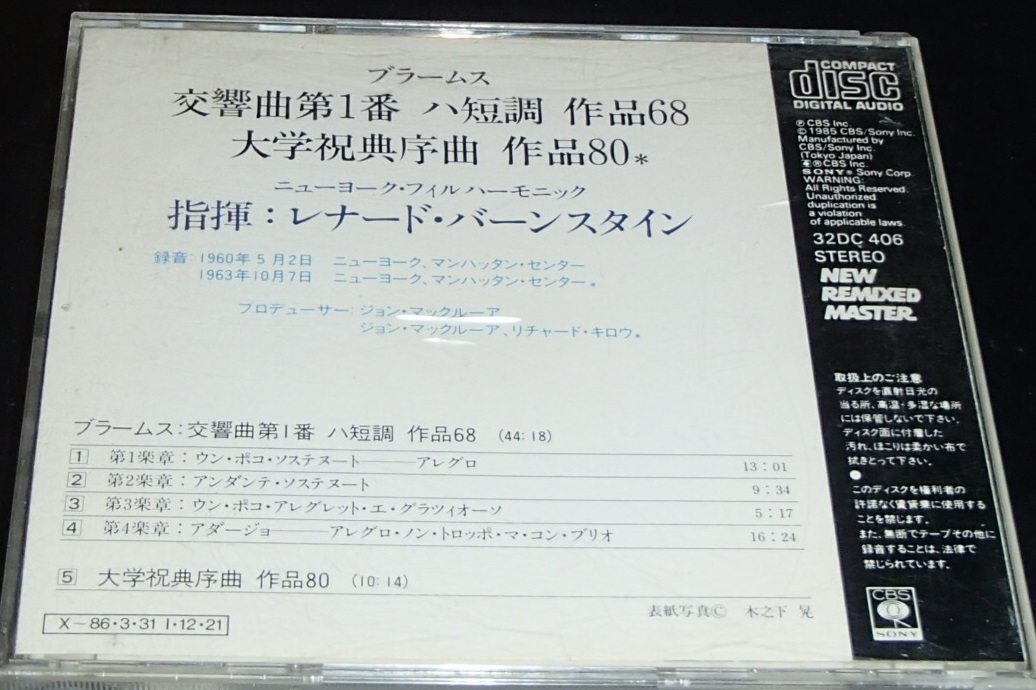 ブラームス
交響曲第1番 ハ短調 作品68
大学祝典序曲 作品80*
ニューヨーク・フィルハーモニック
指揮：レナード・バーンスタイン
録音：1960年5月2日 ニューヨーク、マンハッタン・センター
1963年10月7日 ニューヨーク、マンハッタン・センター。
プロデューサー：ジョン・マックルーア
ジョン・マックルーア、リチャード・キロウ。
ブラームス：交響曲第1番 ハ短調 作品68 (44:18)
1 第1楽章：ウン・ポコ・ソステヌート――アレグロ 13:01
2 第2楽章：アンダンテ・ソステヌート 9:34
3 第3楽章：ウン・ポコ・アレグレット・エ・グラツィオーソ 5:17
4 第4楽章：アダージョ――アレグロ・ノン・トロッポ・マ・コン・ブリオ 16:24
5 大学祝典序曲 作品80 (10:14)
表紙写真© 木之下 晃
X〜86・3・31 I・12・21
COMPACT
disc
DIGITAL AUDIO
℗CBS Inc.
©1985 CBS/Sony Inc.
Manufactured by
CBS/Sony Inc.
(Tokyo Japan)
®CBS Inc.
SONY® Sony Corp.
WARNING:
All Rights Reserved.
Unauthorized
duplication is
a violation
of applicable laws.
32DC 406
STEREO
NEW
REMIXED
MASTER
取扱上のご注意
ディスクを直射日光の
当る所、高温・多湿な場所
には保管しないで下さい。
ディスク面に付着した
汚れ、ほこりは柔かい布で
拭きとって下さい。
●
このディスクを権利者の
許諾なく賃貸業に使用する
ことを禁じます。
また、無断でテープその他に
録音することは、法律で
禁じられています。
CBS
SONY